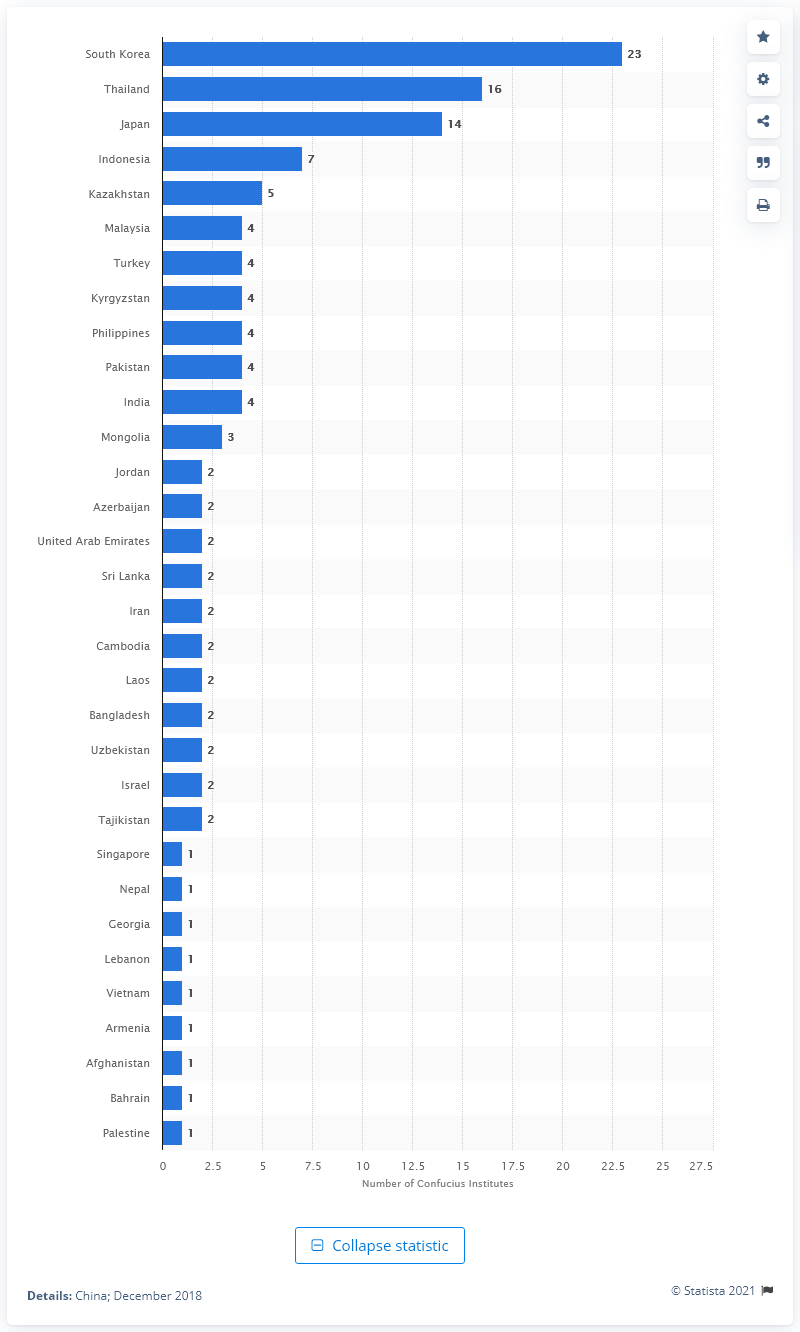 South Korea 23
Thailand 16
Japan 14
Indonesia 7
Kazakhstan 5
Malaysia 4
Turkey 4
Kyrgyzstan 4
Philippines 4
Pakistan 4
India 4
Mongolia 3
Jordan 2
Azerbaijan 2
United Arab Emirates 2
Sri Lanka 2
Iran 2
Cambodia 2
Laos 2
Bangladesh 2
Uzbekistan 2
Israel 2
Tajikistan 2
Singapore 1
Nepal 1
Georgia 1
Lebanon 1
Vietnam 1
Armenia 1
Afghanistan 1
Bahrain 1
Palestine 1
0 2.5 5 7.5 10 12.5 15 17.5 20 22.5 25 27.5
Number of Confucius Institutes
Collapse statistic
© Statista 2021
Details: China; December 2018